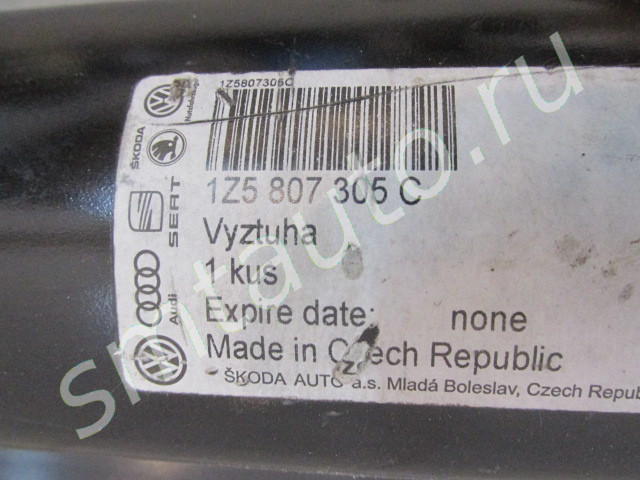 1Z5807305C
1Z5 807 305 C
Vyztuha
1 kus
Expire date: none
Made in Czech Republic
ŠKODA AUTO a.s. Mladá Boleslav, Czech Repub
ŠKODA
SEAT
Audi
smitauto.ru